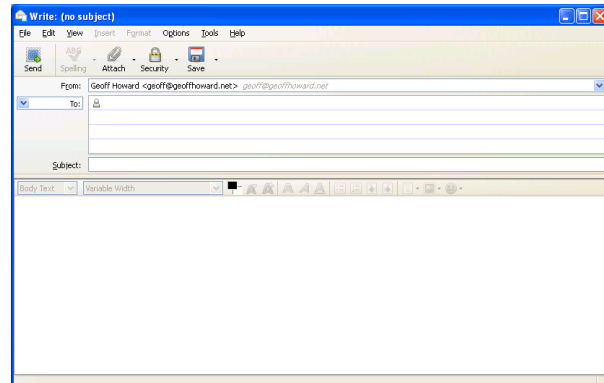 Write: (no subject)
File Edit View Insert Format Options Tools Help
ABC
Send Spelling Attach Security Save
From: Geoff Howard <geoff@geoffhoward.net> geoff@geoffhoward.net
To:
Subject:
Body Text Variable Width